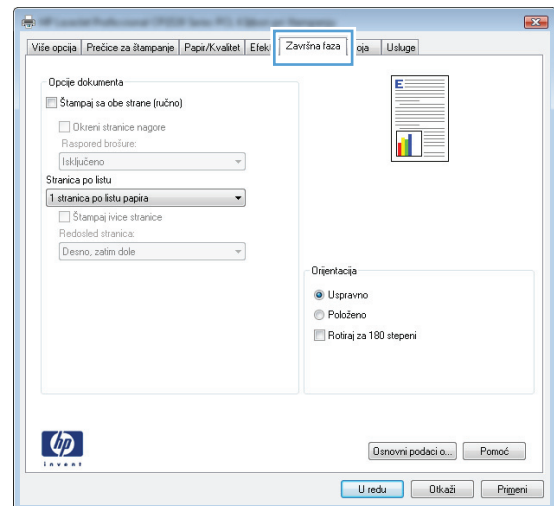 Više opcija Prečice za štampanje Papir/Kvalitet Efek Završna faza oja Usluge
Opcije dokumenta
Štampaj sa obe strane (ručno)
Okreni stranice nagore
Raspored brošure:
Isključeno
Stranica po listu
1 stranica po listu papira
Štampaj ivice stranice
Redosled stranica:
Desno, zatim dole
E
Orijentacija
Uspravno
Položeno
Rotiraj za 180 stepeni
hp
invent
Osnovni podaci o... Pomoć
U redu Otkaži Primeni